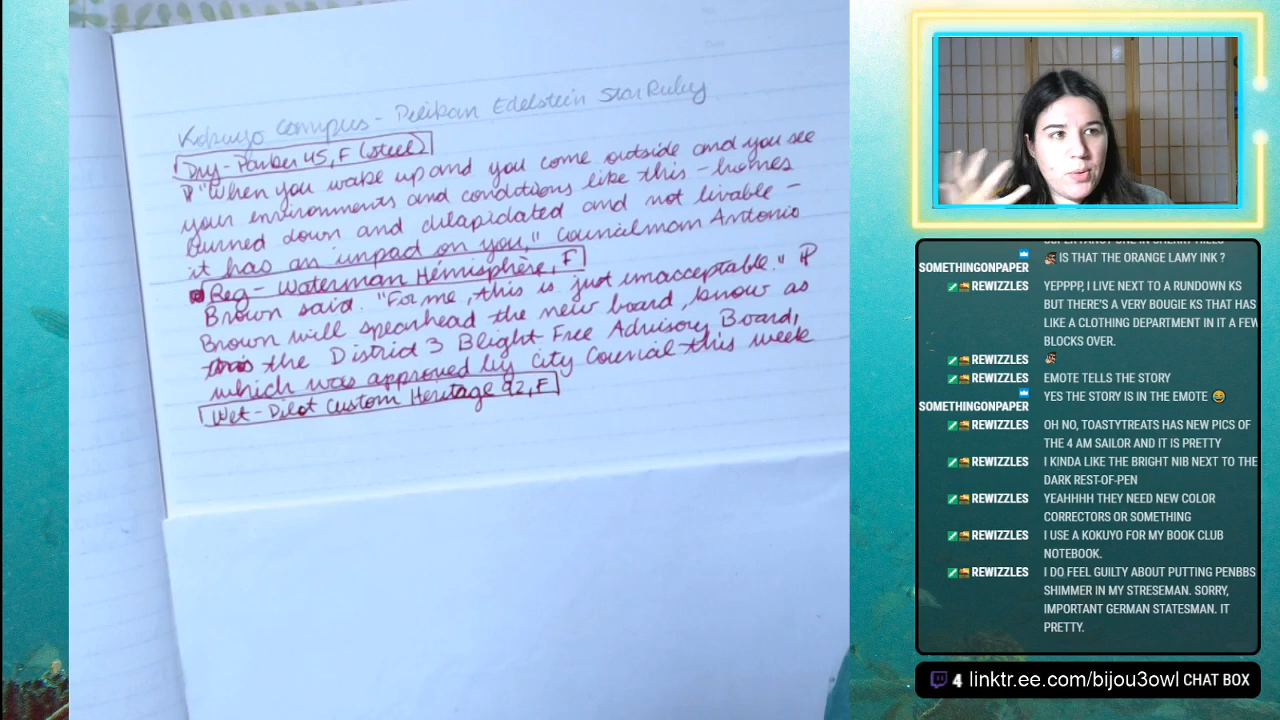 Kokuyo Campus - Pelikan Edelstein Star Ruby
Dry - Parker 45, F (steel)
¶ "When you wake up and you come outside and you see
your environments and conditions like this - homes
burned down and dilapidated and not livable -
it has an impact on you," Councilman Antonio
Reg - Waterman Hémisphère, F
Brown said. "For me, this is just unacceptable." ¶
Brown will spearhead the new board, know as
the District 3 Blight-Free Advisory Board,
which was approved by City Council this week
Wet - Pilot Custom Heritage 92, F
SOMETHINGONPAPER IS THAT THE ORANGE LAMY INK ?
REWIZZLES YEPPP, I LIVE NEXT TO A RUNDOWN KS
BUT THERE'S A VERY BOUGIE KS THAT HAS
LIKE A CLOTHING DEPARTMENT IN IT A FEW
BLOCKS OVER.
REWIZZLES
REWIZZLES EMOTE TELLS THE STORY
SOMETHINGONPAPER YES THE STORY IS IN THE EMOTE
REWIZZLES OH NO, TOASTYTREATS HAS NEW PICS OF
THE 4 AM SAILOR AND IT IS PRETTY
REWIZZLES I KINDA LIKE THE BRIGHT NIB NEXT TO THE
DARK REST-OF-PEN
REWIZZLES YEAHHHH THEY NEED NEW COLOR
CORRECTORS OR SOMETHING
REWIZZLES I USE A KOKUYO FOR MY BOOK CLUB
NOTEBOOK.
REWIZZLES I DO FEEL GUILTY ABOUT PUTTING PENBBS
SHIMMER IN MY STRESEMAN. SORRY,
IMPORTANT GERMAN STATESMAN. IT
PRETTY.
4 linktr.ee.com/bijou3owl CHAT BOX